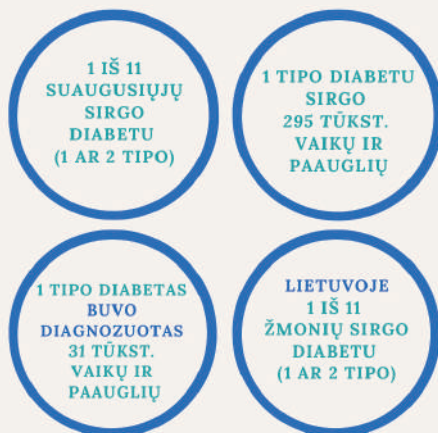 1 IŠ 11
SUAUGUSIŲJŲ
SIRGO
DIABETU
(1 AR 2 TIPO)
1 TIPO DIABETU
SIRGO
295 TŪKST.
VAIKŲ IR
PAAUGLIŲ
1 TIPO DIABETAS
BUVO
DIAGNOZUOTAS
31 TŪKST.
VAIKŲ IR
PAAUGLIŲ
LIETUVOJE
1 IŠ 11
ŽMONIŲ SIRGO
DIABETU
(1 AR 2 TIPO)